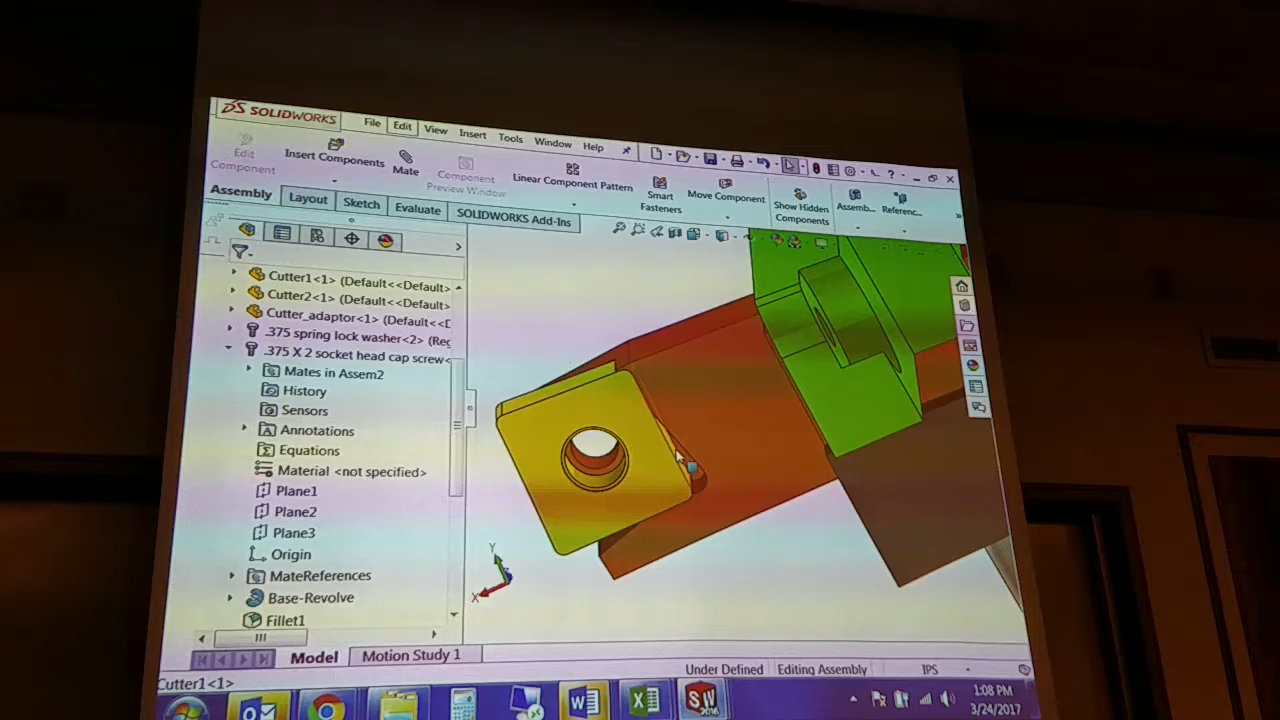 DS SOLIDWORKS File Edit View Insert Tools Window Help ?
Edit Component
Insert Components
Mate
Component Preview Window
Linear Component Pattern
Smart Fasteners
Move Component
Show Hidden Components
Assemb...
Referenc...
»
Assembly Layout Sketch Evaluate SOLIDWORKS Add-Ins
Cutter1<1> (Default<<Default>
Cutter2<1> (Default<<Default>
Cutter_adaptor<1> (Default<<D
.375 spring lock washer<2> (Reg
.375 X 2 socket head cap screw<
Mates in Assem2
History
Sensors
A Annotations
Equations
Material <not specified>
Plane1
Plane2
Plane3
Origin
MateReferences
Base-Revolve
Fillet1
Y
X
Model Motion Study 1
Under Defined Editing Assembly IPS
Cutter1<1>
SW 2016
1:08 PM
3/24/2017